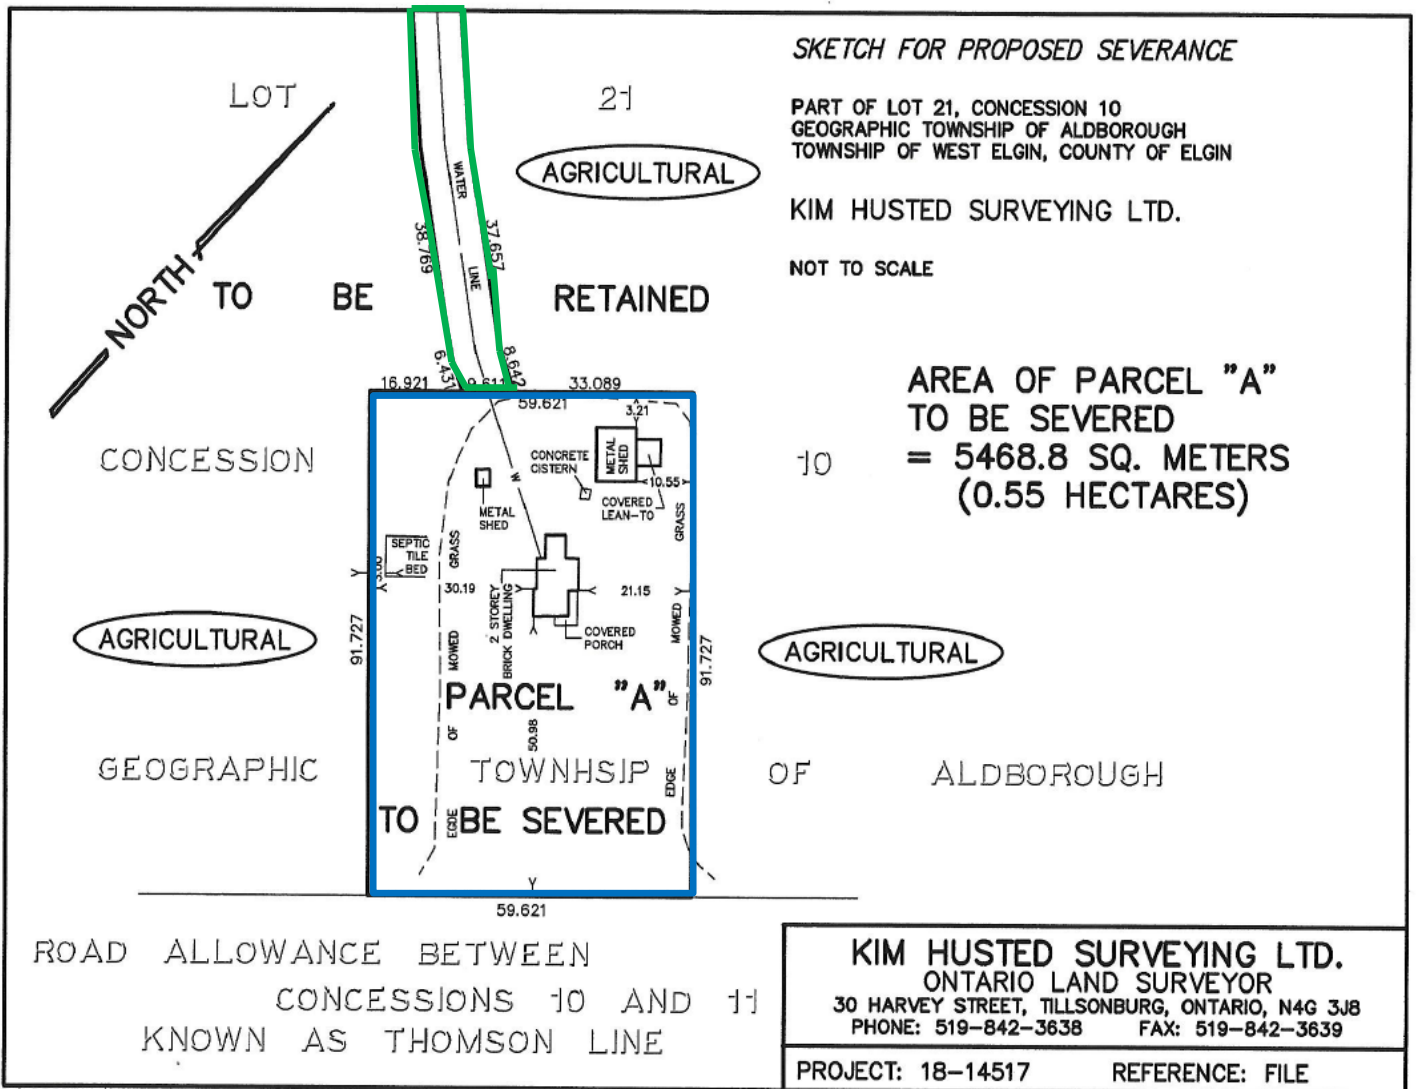 SKETCH FOR PROPOSED SEVERANCE
PART OF LOT 21, CONCESSION 10
GEOGRAPHIC TOWNSHIP OF ALDBOROUGH
TOWNSHIP OF WEST ELGIN, COUNTY OF ELGIN
KIM HUSTED SURVEYING LTD.
NOT TO SCALE
LOT 21
AGRICULTURAL
NORTH
WATER LINE
38.769
37.657
TO BE RETAINED
6.431
8.642
16.921 9.611 33.089
59.621
AREA OF PARCEL "A"
TO BE SEVERED
= 5468.8 SQ. METERS
(0.55 HECTARES)
CONCESSION 10
3.21
METAL
SHED
CONCRETE
CISTERN
10.55
COVERED
LEAN-TO
W
METAL
SHED
SEPTIC
TILE
BED
30.19
21.15
2 STOREY
BRICK DWELLING
COVERED
PORCH
EGDE OF MOWED GRASS
EDGE OF MOWED GRASS
91.727
91.727
AGRICULTURAL
AGRICULTURAL
PARCEL "A"
50.98
GEOGRAPHIC TOWNHSIP OF ALDBOROUGH
TO BE SEVERED
59.621
ROAD ALLOWANCE BETWEEN
CONCESSIONS 10 AND 11
KNOWN AS THOMSON LINE
KIM HUSTED SURVEYING LTD.
ONTARIO LAND SURVEYOR
30 HARVEY STREET, TILLSONBURG, ONTARIO, N4G 3J8
PHONE: 519-842-3638 FAX: 519-842-3639
PROJECT: 18-14517 REFERENCE: FILE